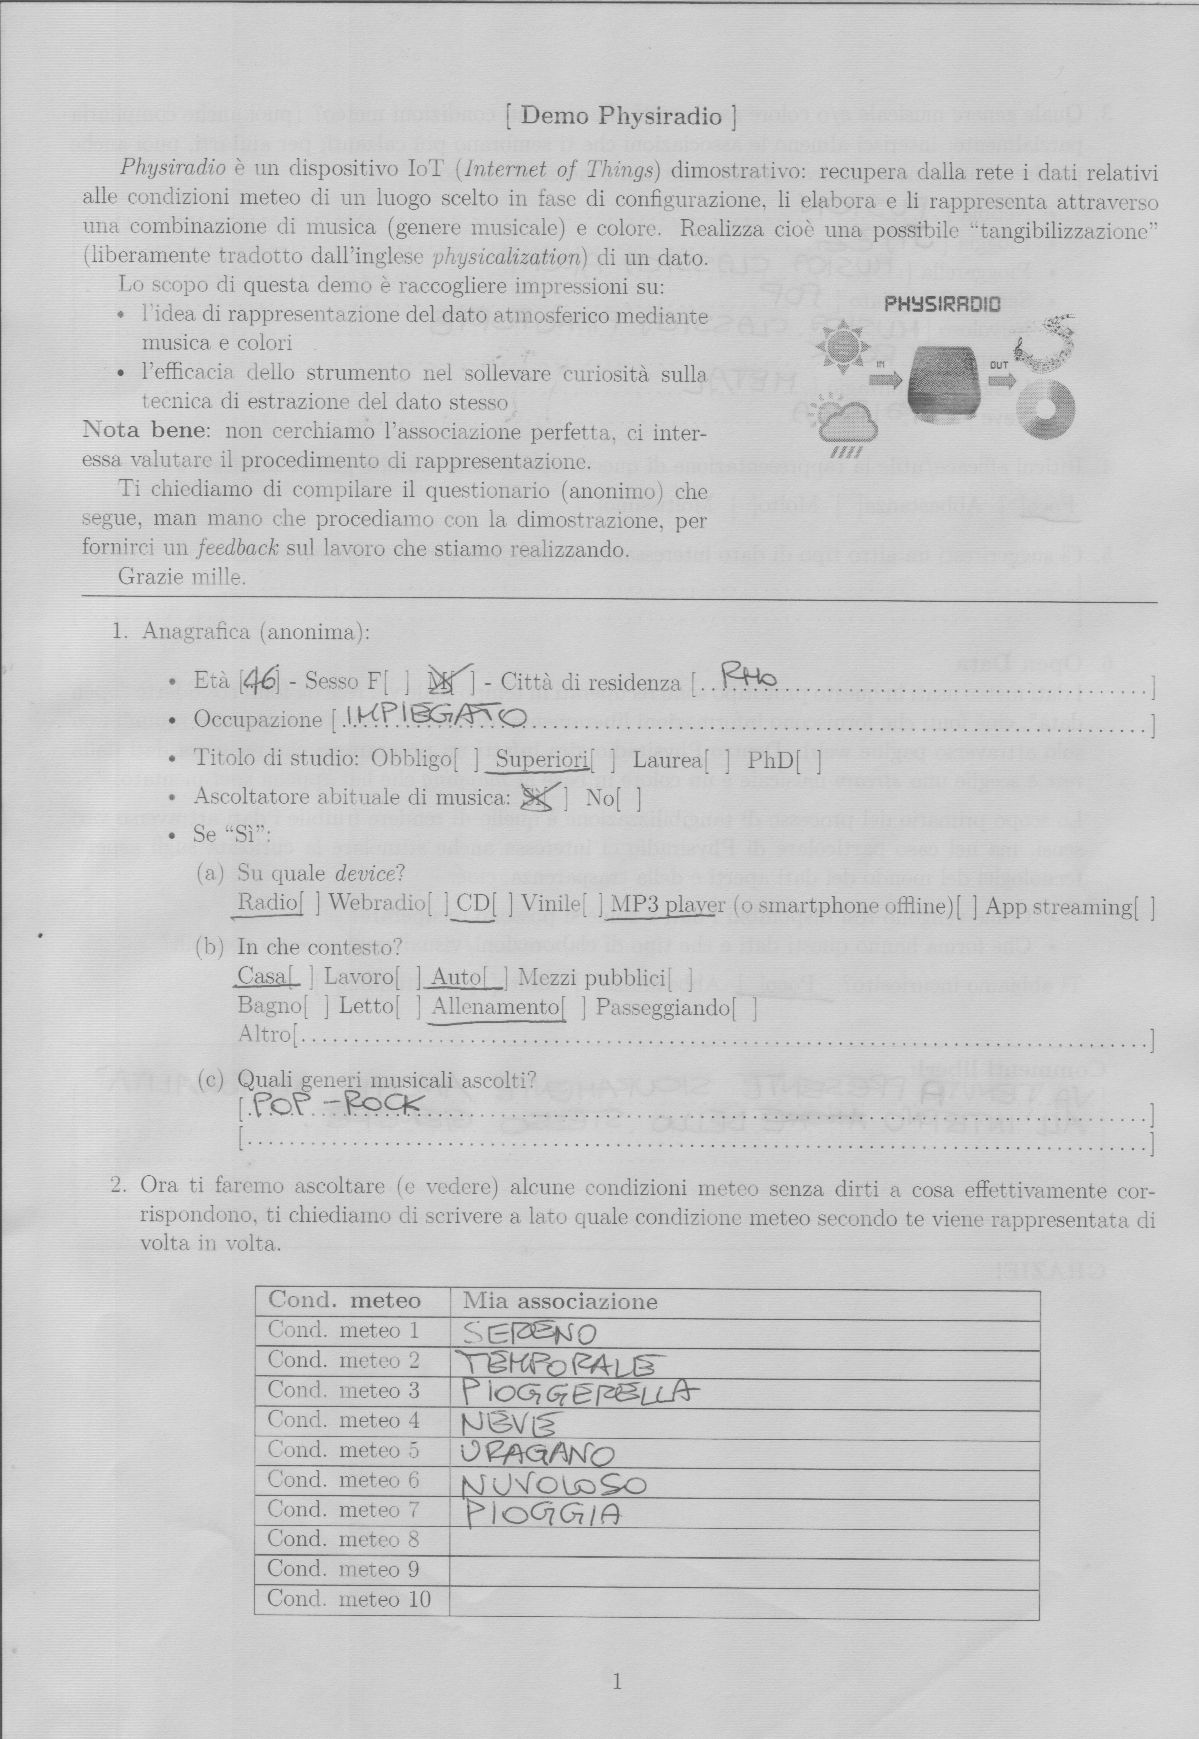 [ Demo Physiradio ]
Physiradio è un dispositivo IoT (Internet of Things) dimostrativo: recupera dalla rete i dati relativi
alle condizioni meteo di un luogo scelto in fase di configurazione, li elabora e li rappresenta attraverso
una combinazione di musica (genere musicale) e colore. Realizza cioè una possibile “tangibilizzazione”
(liberamente tradotto dall'inglese physicalization) di un dato.
Lo scopo di questa demo è raccogliere impressioni su:
• l'idea di rappresentazione del dato atmosferico mediante
musica e colori
• l'efficacia dello strumento nel sollevare curiosità sulla
tecnica di estrazione del dato stesso
Nota bene: non cerchiamo l'associazione perfetta, ci inter-
essa valutare il procedimento di rappresentazione.
Ti chiediamo di compilare il questionario (anonimo) che
segue, man mano che procediamo con la dimostrazione, per
fornirci un feedback sul lavoro che stiamo realizzando.
Grazie mille.
PHYSIRADIO
IN
OUT
1. Anagrafica (anonima):
• Età [46] - Sesso F[ ] M[ ] - Città di residenza [. . RHO . . . . ]
• Occupazione [ IMPIEGATO . . . . ]
• Titolo di studio: Obbligo[ ] Superiori[ ] Laurea[ ] PhD[ ]
• Ascoltatore abituale di musica: Sì[ ] No[ ]
• Se “Sì”:
(a) Su quale device?
Radio[ ] Webradio[ ] CD[ ] Vinile[ ] MP3 player (o smartphone offline)[ ] App streaming[ ]
(b) In che contesto?
Casa[ ] Lavoro[ ] Auto[ ] Mezzi pubblici[ ]
Bagno[ ] Letto[ ] Allenamento[ ] Passeggiando[ ]
Altro[. . . . ]
(c) Quali generi musicali ascolti?
[ POP - ROCK . . . . ]
[. . . . ]
2. Ora ti faremo ascoltare (e vedere) alcune condizioni meteo senza dirti a cosa effettivamente cor-
rispondono, ti chiediamo di scrivere a lato quale condizione meteo secondo te viene rappresentata di
volta in volta.
Cond. meteo Mia associazione
Cond. meteo 1 SERENO
Cond. meteo 2 TEMPORALE
Cond. meteo 3 PIOGGERELLA
Cond. meteo 4 NEVE
Cond. meteo 5 URAGANO
Cond. meteo 6 NUVOLOSO
Cond. meteo 7 PIOGGIA
Cond. meteo 8
Cond. meteo 9
Cond. meteo 10
1